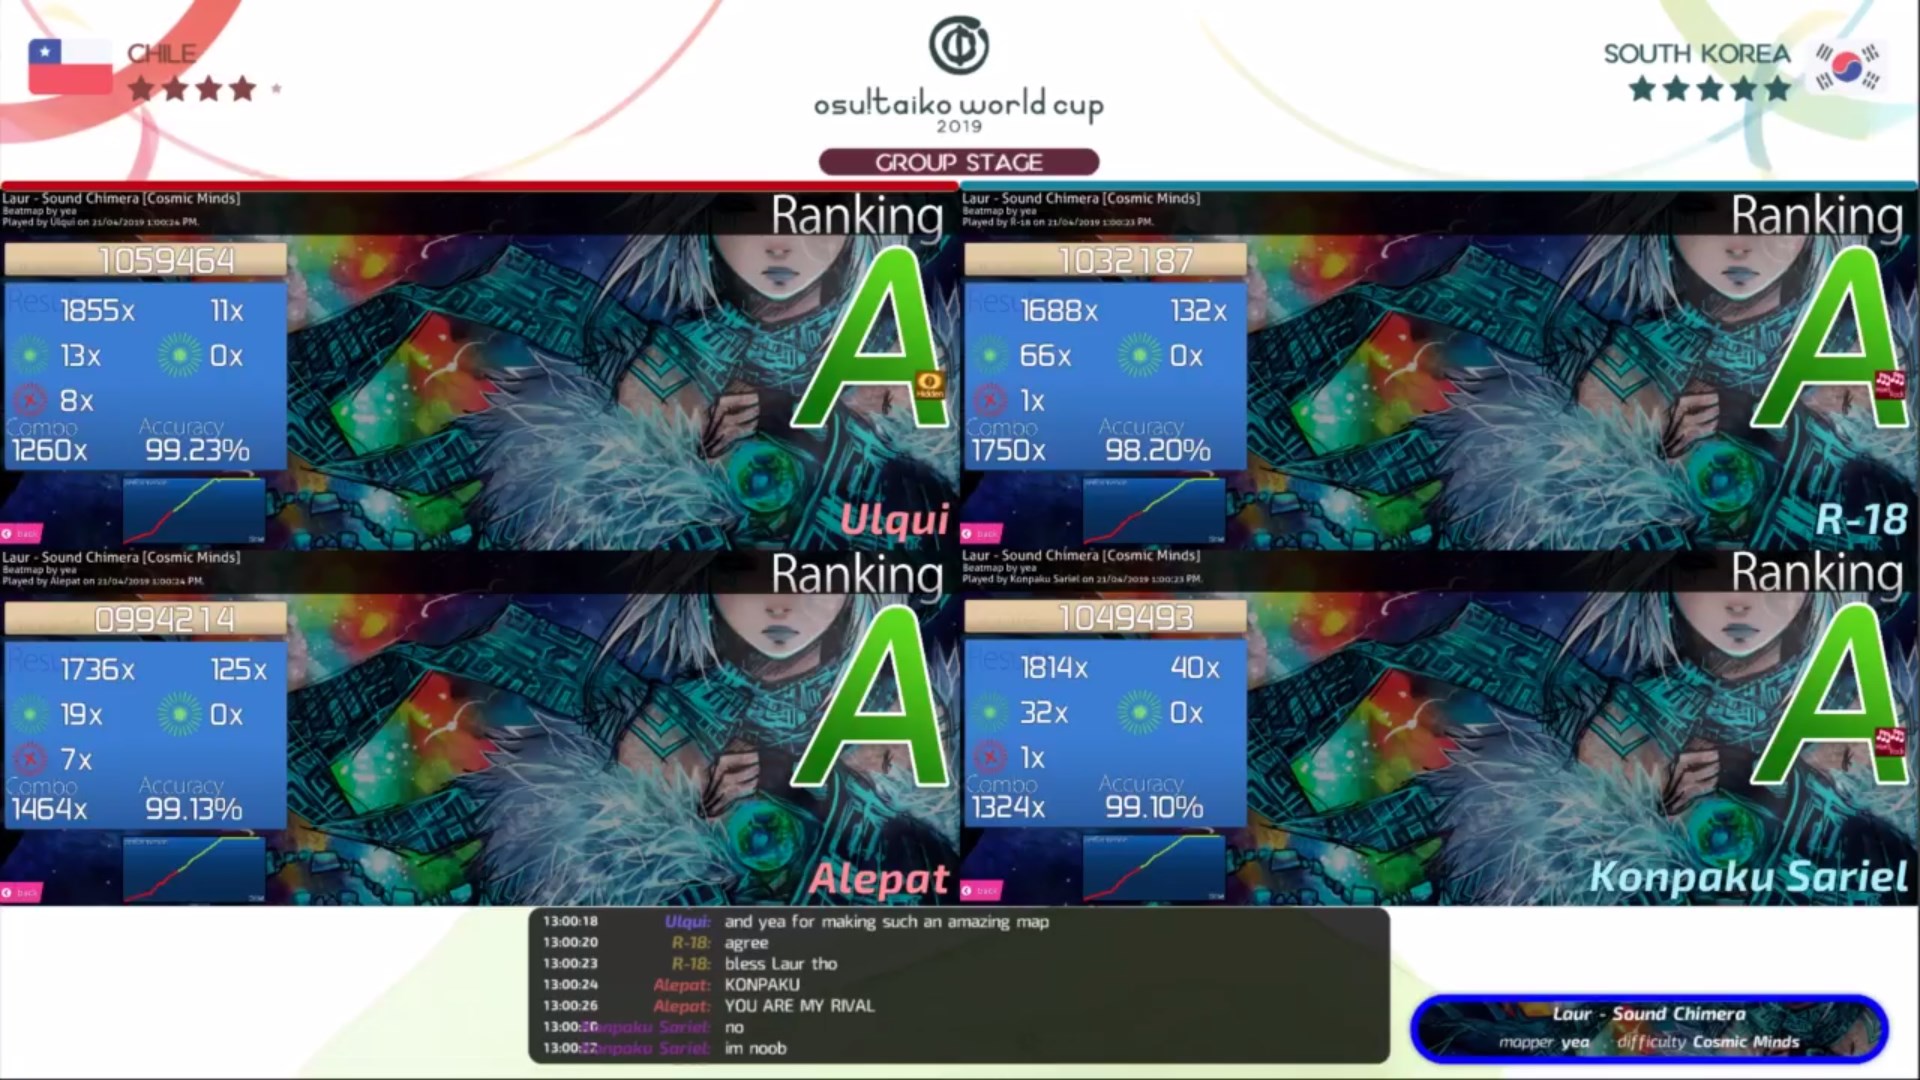 CHILE
SOUTH KOREA
osu!taiko world cup
2019
GROUP STAGE
Laur - Sound Chimera [Cosmic Minds]
Beatmap by yea
Played by Ulqui on 21/04/2019 1:00:24 PM.
Ranking
1059464
1855x 11x
13x 0x
8x
Combo Accuracy
1260x 99.23%
Hidden
back
Ulqui
Laur - Sound Chimera [Cosmic Minds]
Beatmap by yea
Played by R-18 on 21/04/2019 1:00:23 PM.
Ranking
1032187
1688x 132x
66x 0x
1x
Combo Accuracy
1750x 98.20%
back
R-18
Laur - Sound Chimera [Cosmic Minds]
Beatmap by yea
Played by Alepat on 21/04/2019 1:00:24 PM.
Ranking
0994214
1736x 125x
19x 0x
7x
Combo Accuracy
1464x 99.13%
back
Alepat
Laur - Sound Chimera [Cosmic Minds]
Beatmap by yea
Played by Konpaku Sariel on 21/04/2019 1:00:23 PM.
Ranking
1049493
1814x 40x
32x 0x
1x
Combo Accuracy
1324x 99.10%
back
Konpaku Sariel
13:00:18 Ulqui: and yea for making such an amazing map
13:00:20 R-18: agree
13:00:23 R-18: bless Laur tho
13:00:24 Alepat: KONPAKU
13:00:26 Alepat: YOU ARE MY RIVAL
Konpaku Sariel: no
Konpaku Sariel: im noob
Laur - Sound Chimera
mapper yea difficulty Cosmic Minds